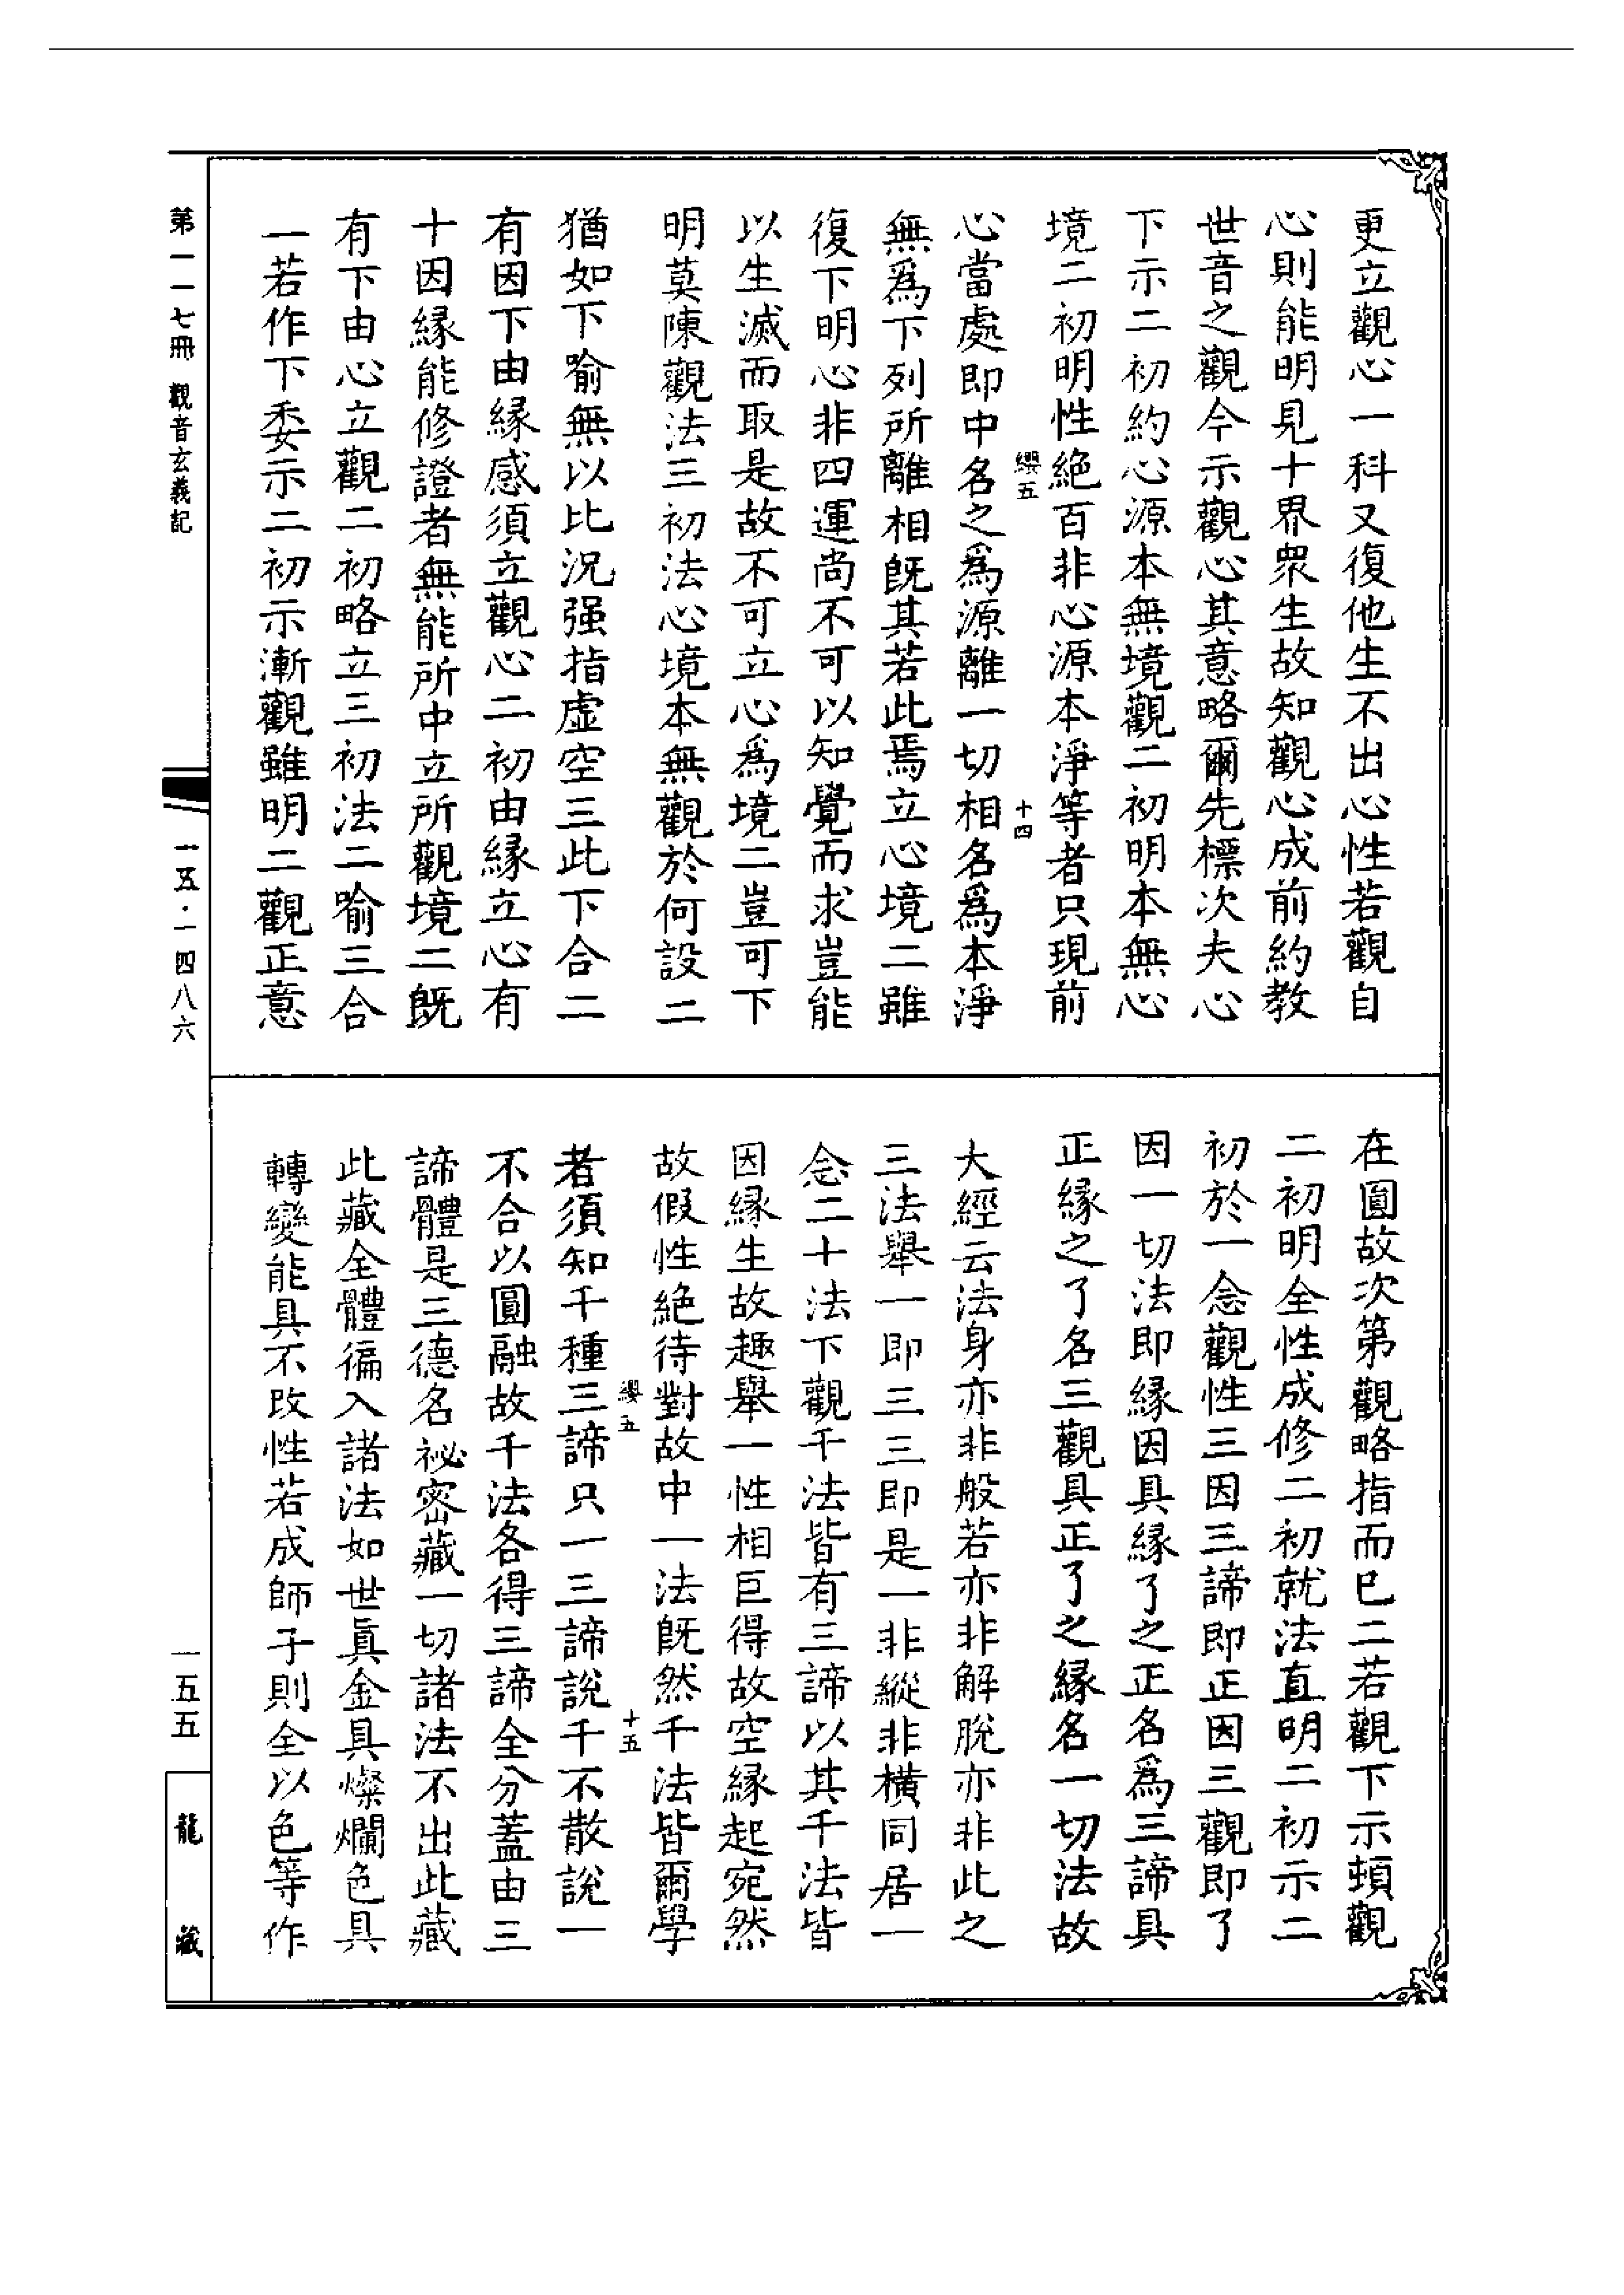 更立觀心一科又復他生不出心性若觀自
心則能明見十界眾生故知觀心成前約教
世音之觀今示觀心其意略爾先標次夫心
下示二初約心源本無境觀二初明本無心
境二初明性絕百非心源本淨等者只現前
纓五 十四
心當處即中名之爲源離一切相名爲本淨
無爲下列所離相既其若此焉立心境二雖
復下明心非四運尚不可以知覺而求豈能
以生滅而取是故不可立心爲境二豈可下
明莫陳觀法三初法心境本無觀於何設二
猶如下喻無以比況强指虛空三此下合二
有因下由緣感須立觀心二初由緣立心有
十因緣能修證者無能所中立所觀境二既
有下由心立觀二初略立三初法二喻三合
一若作下委示二初示漸觀雖明二觀正意
在圓故次第觀略指而已二若觀下示頓觀
二初明全性成修二初就法直明二初示二
初於一念觀性三因三諦即正因三觀即了
因一切法即緣因具緣了之正名爲三諦具
正緣之了名三觀具正了之緣名一切法故
大經云法身亦非般若亦非解脫亦非此之
三法舉一即三三即是一非縱非橫同居一
念二十法下觀千法皆有三諦以其千法皆
因緣生故趣舉一性相巨得故空緣起宛然
故假性絕待對故中一法既然千法皆爾學
纓五 十五
者須知千種三諦只一三諦說千不散說一
不合以圓融故千法各得三諦全分蓋由三
諦體是三德名祕密藏一切諸法不出此藏
此藏全體徧入諸法如世眞金具燦爛色具
轉變能具不改性若成師子則全以色等作
第一一七冊 觀音玄義記
一五·一四八六
一五五
龍藏